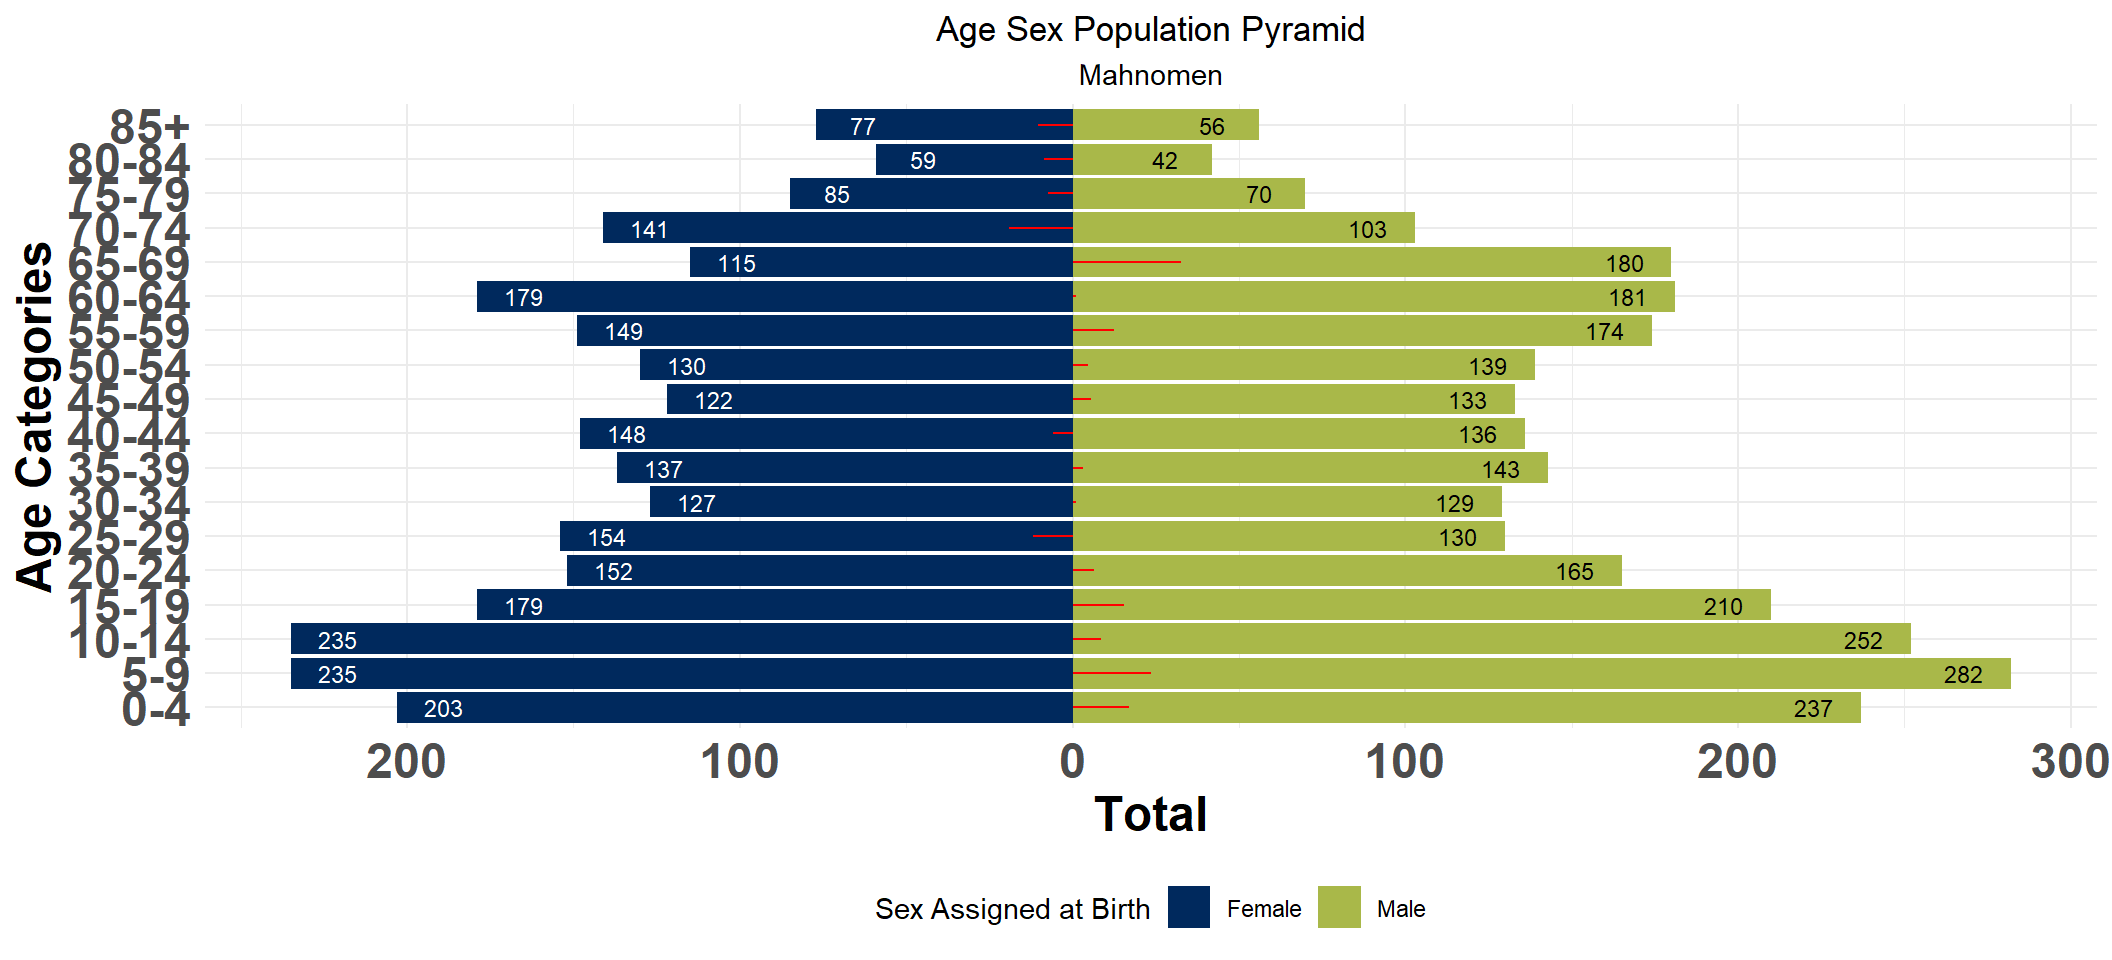 Age Sex Population Pyramid
Mahnomen
Age Categories
85+ 77 56
80-84 59 42
75-79 85 70
70-74 141 103
65-69 115 180
60-64 179 181
55-59 149 174
50-54 130 139
45-49 122 133
40-44 148 136
35-39 137 143
30-34 127 129
25-29 154 130
20-24 152 165
15-19 179 210
10-14 235 252
5-9 235 282
0-4 203 237
200 100 0 100 200 300
Total
Sex Assigned at Birth Female Male